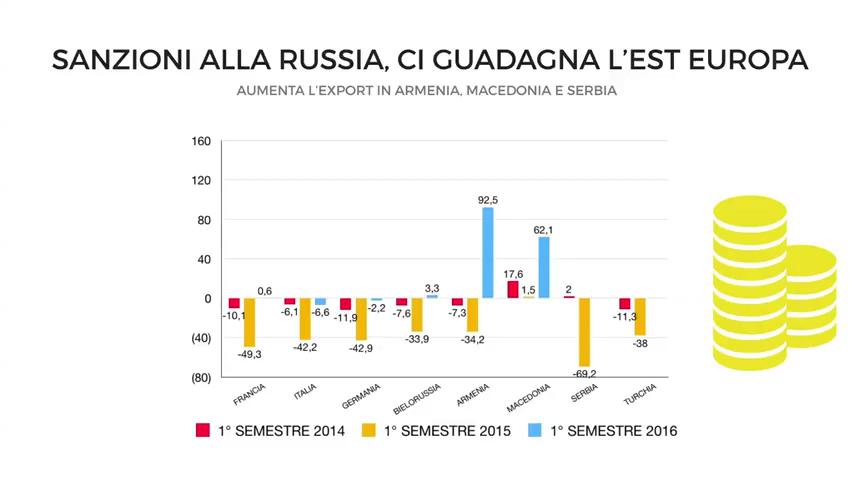 SANZIONI ALLA RUSSIA, CI GUADAGNA L'EST EUROPA
AUMENTA L'EXPORT IN ARMENIA, MACEDONIA E SERBIA
160
120
80
40
0
(40)
(80)
-10,1
-49,3
0,6
-6,1
-42,2
-6,6
-11,9
-42,9
-2,2
-7,6
-33,9
3,3
-7,3
-34,2
92,5
17,6
1,5
62,1
2
-69,2
-11,3
-38
FRANCIA
ITALIA
GERMANIA
BIELORUSSIA
ARMENIA
MACEDONIA
SERBIA
TURCHIA
1° SEMESTRE 2014
1° SEMESTRE 2015
1° SEMESTRE 2016